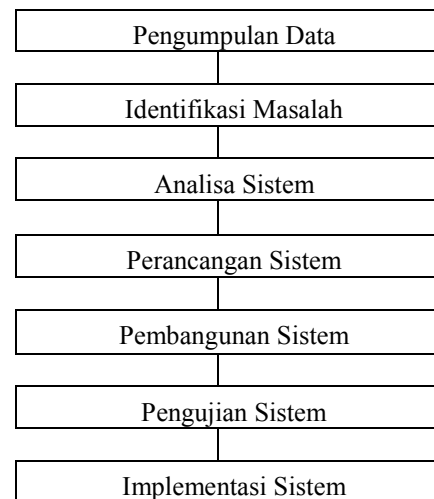 Pengumpulan Data
Identifikasi Masalah
Analisa Sistem
Perancangan Sistem
Pembangunan Sistem
Pengujian Sistem
Implementasi Sistem